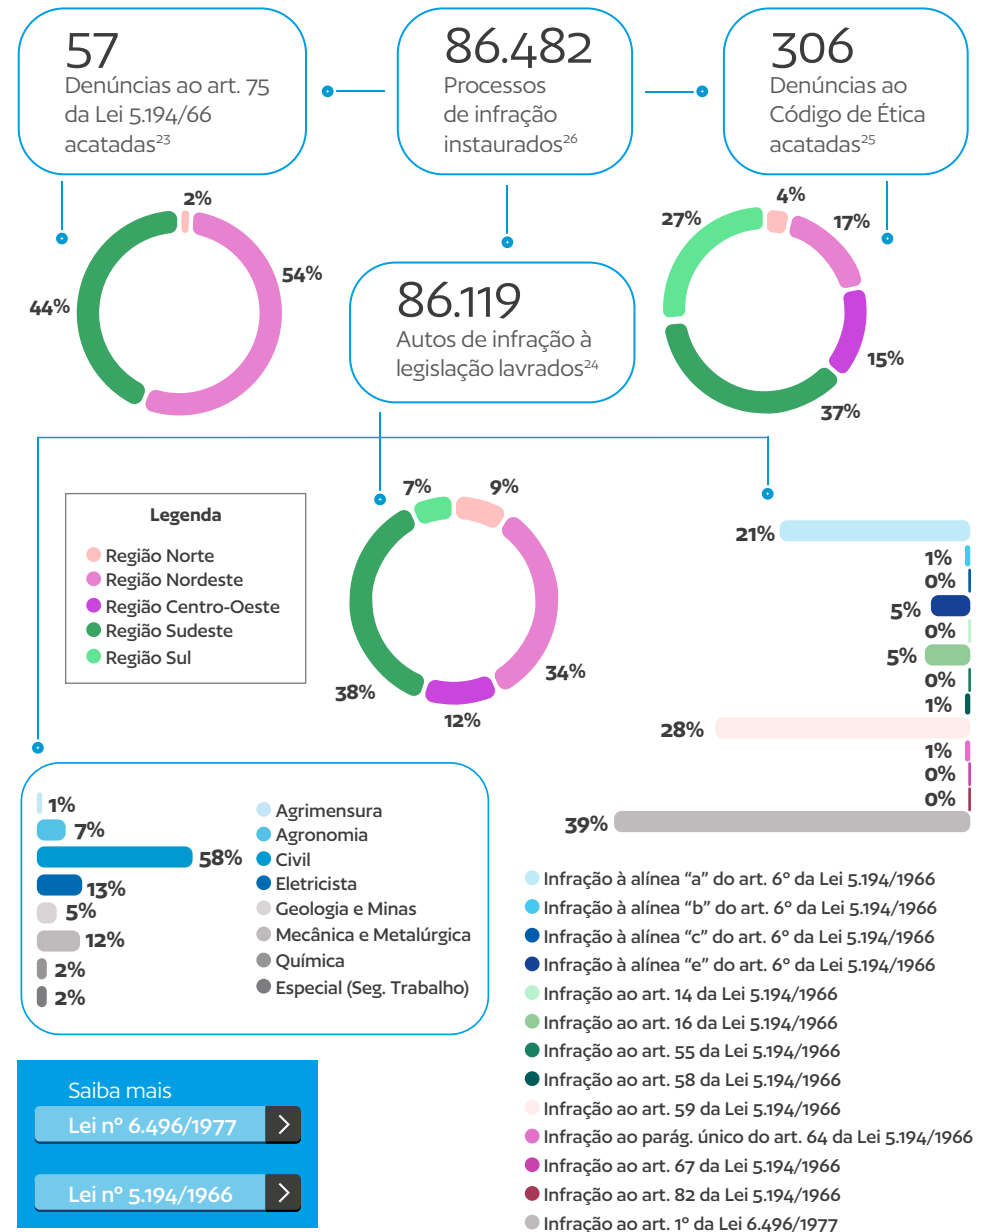 57
Denúncias ao art. 75
da Lei 5.194/66
acatadas²³
86.482
Processos
de infração
instaurados²⁶
306
Denúncias ao
Código de Ética
acatadas²⁵
2%
54%
44%
4%
17%
27%
15%
37%
86.119
Autos de infração à
legislação lavrados²⁴
7%
9%
34%
38%
12%
Legenda
Região Norte
Região Nordeste
Região Centro-Oeste
Região Sudeste
Região Sul
21%
1%
0%
5%
0%
5%
0%
1%
28%
1%
0%
0%
39%
1%
7%
58%
13%
5%
12%
2%
2%
Agrimensura
Agronomia
Civil
Eletricista
Geologia e Minas
Mecânica e Metalúrgica
Química
Especial (Seg. Trabalho)
Infração à alínea “a” do art. 6º da Lei 5.194/1966
Infração à alínea “b” do art. 6º da Lei 5.194/1966
Infração à alínea “c” do art. 6º da Lei 5.194/1966
Infração à alínea “e” do art. 6º da Lei 5.194/1966
Infração ao art. 14 da Lei 5.194/1966
Infração ao art. 16 da Lei 5.194/1966
Infração ao art. 55 da Lei 5.194/1966
Infração ao art. 58 da Lei 5.194/1966
Infração ao art. 59 da Lei 5.194/1966
Infração ao parág. único do art. 64 da Lei 5.194/1966
Infração ao art. 67 da Lei 5.194/1966
Infração ao art. 82 da Lei 5.194/1966
Infração ao art. 1º da Lei 6.496/1977
Saiba mais
Lei nº 6.496/1977
Lei nº 5.194/1966